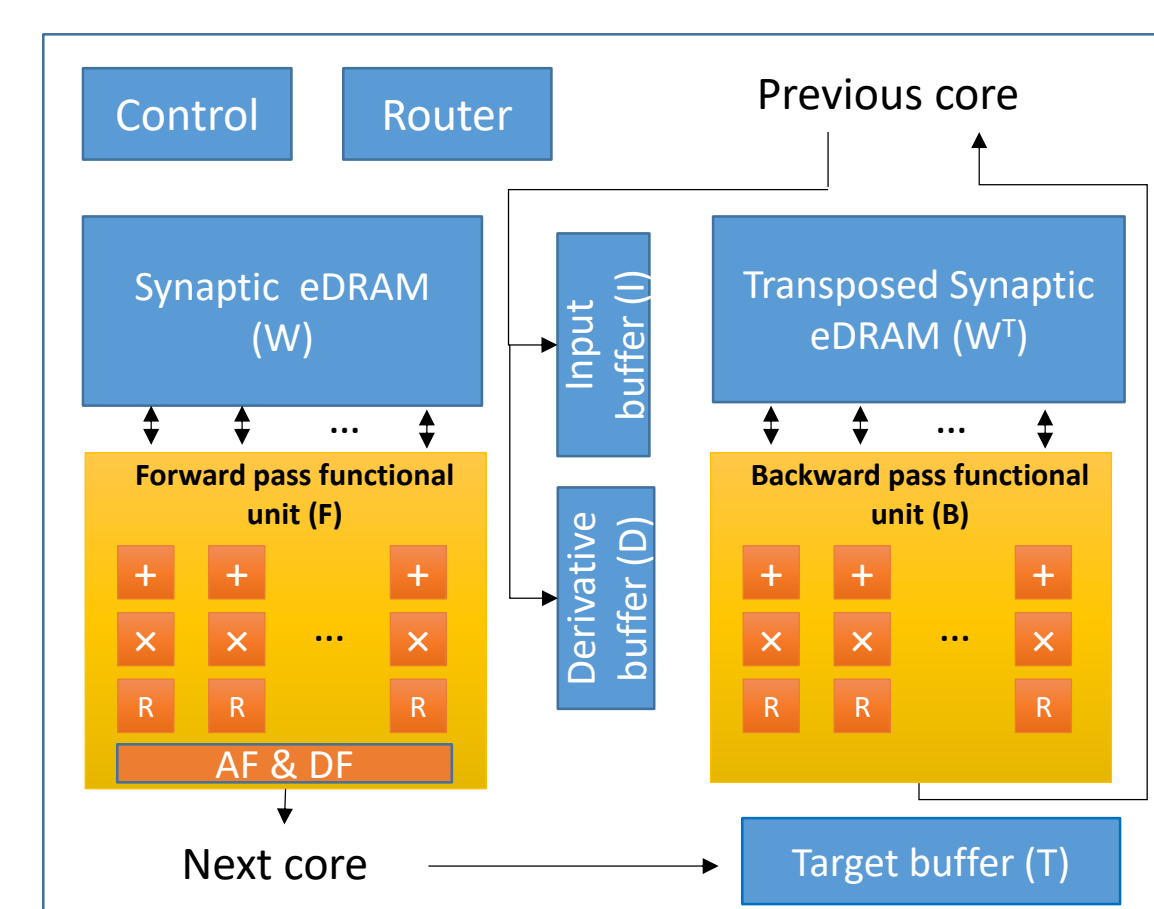 Control
Router
Previous core
Synaptic eDRAM
(W)
Input
buffer (I)
Transposed Synaptic
eDRAM (Wᵀ)
...
...
Forward pass functional
unit (F)
Derivative
buffer (D)
Backward pass functional
unit (B)
+ + +
× × ... ×
R R R
AF & DF
+ + +
× × ... ×
R R R
Next core
Target buffer (T)